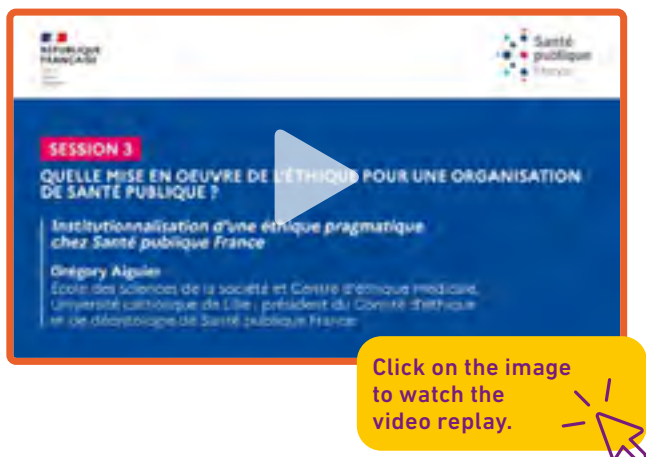 RÉPUBLIQUE
FRANÇAISE
Santé
publique
France
SESSION 3
QUELLE MISE EN OEUVRE DE L'ÉTHIQUE POUR UNE ORGANISATION
DE SANTÉ PUBLIQUE ?
Institutionnalisation d'une éthique pragmatique
chez Santé publique France
Grégory Aiguier
École des sciences de la société et Centre d'éthique médicale,
Université catholique de Lille ; président du Comité d'éthique
et de déontologie de Santé publique France
Click on the image
to watch the
video replay.